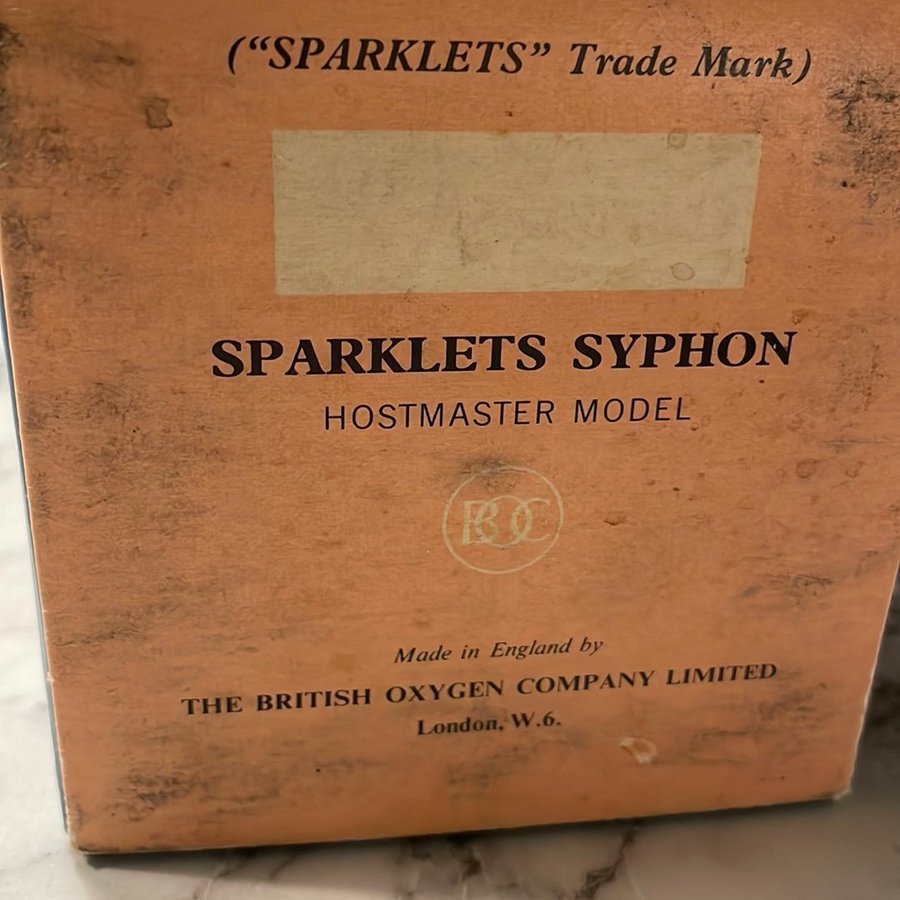 (“SPARKLETS” Trade Mark)
SPARKLETS SYPHON
HOSTMASTER MODEL
BOC
Made in England by
THE BRITISH OXYGEN COMPANY LIMITED
London, W.6.